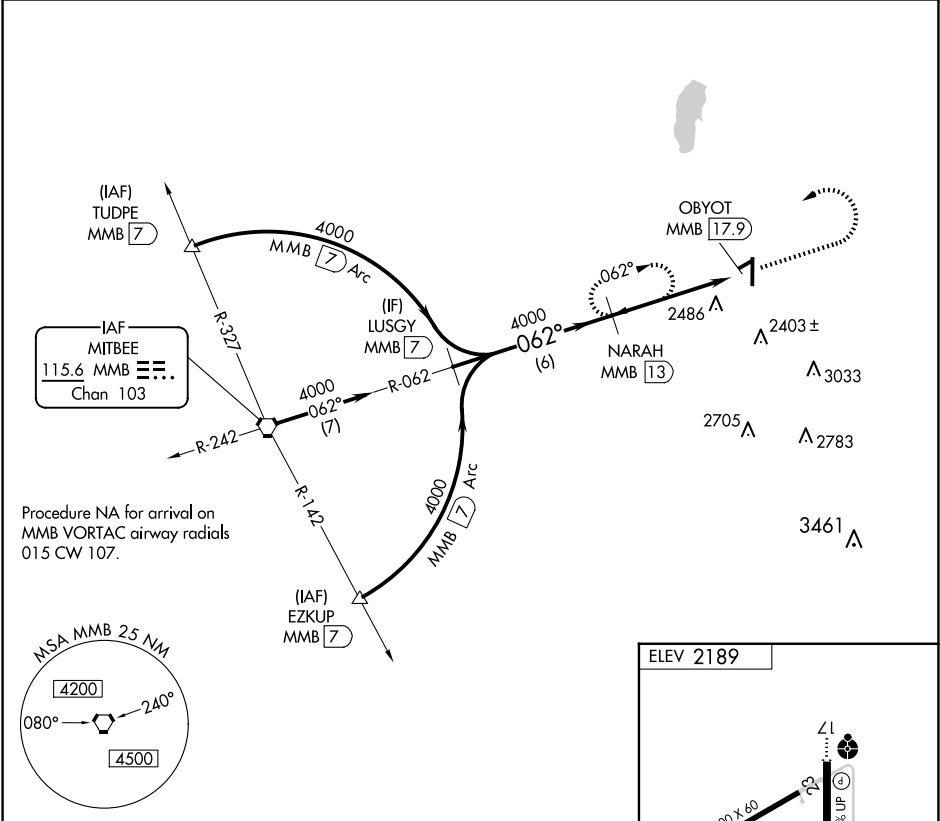 (IAF)
TUDPE
MMB 7
4000
MMB 7 Arc
OBYOT
MMB 17.9
062°
2486
2403 ±
3033
2705
2783
3461
(IF)
LUSGY
MMB 7
R-327
4000
062°
(6)
NARAH
MMB 13
IAF
MITBEE
115.6 MMB
Chan 103
4000
062°
(7)
R-062
R-242
R-142
4000
MMB 7 Arc
Procedure NA for arrival on
MMB VORTAC airway radials
015 CW 107.
(IAF)
EZKUP
MMB 7
MSA MMB 25 NM
4200
080°
240°
4500
ELEV 2189
17
23
P
UP
X 60